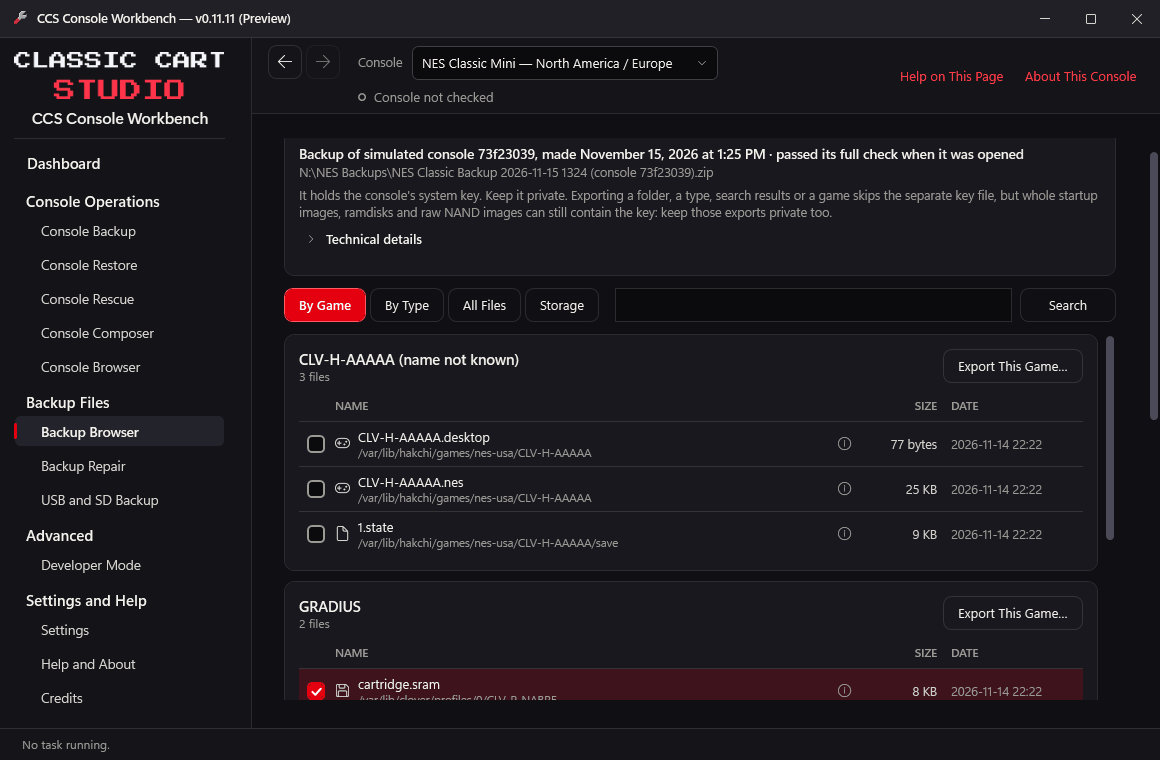 CCS Console Workbench — v0.11.11 (Preview)
CLASSIC CART
STUDIO
CCS Console Workbench
Dashboard
Console Operations
Console Backup
Console Restore
Console Rescue
Console Composer
Console Browser
Backup Files
Backup Browser
Backup Repair
USB and SD Backup
Advanced
Developer Mode
Settings and Help
Settings
Help and About
Credits
Console
NES Classic Mini — North America / Europe
Console not checked
Help on This Page
About This Console
Backup of simulated console 73f23039, made November 15, 2026 at 1:25 PM · passed its full check when it was opened
N:\NES Backups\NES Classic Backup 2026-11-15 1324 (console 73f23039).zip
It holds the console's system key. Keep it private. Exporting a folder, a type, search results or a game skips the separate key file, but whole startup
images, ramdisks and raw NAND images can still contain the key: keep those exports private too.
Technical details
By Game
By Type
All Files
Storage
Search
CLV-H-AAAAA (name not known)
3 files
Export This Game...
NAME SIZE DATE
CLV-H-AAAAA.desktop
/var/lib/hakchi/games/nes-usa/CLV-H-AAAAA
77 bytes 2026-11-14 22:22
CLV-H-AAAAA.nes
/var/lib/hakchi/games/nes-usa/CLV-H-AAAAA
25 KB 2026-11-14 22:22
1.state
/var/lib/hakchi/games/nes-usa/CLV-H-AAAAA/save
9 KB 2026-11-14 22:22
GRADIUS
2 files
Export This Game...
NAME SIZE DATE
cartridge.sram
8 KB 2026-11-14 22:22
No task running.